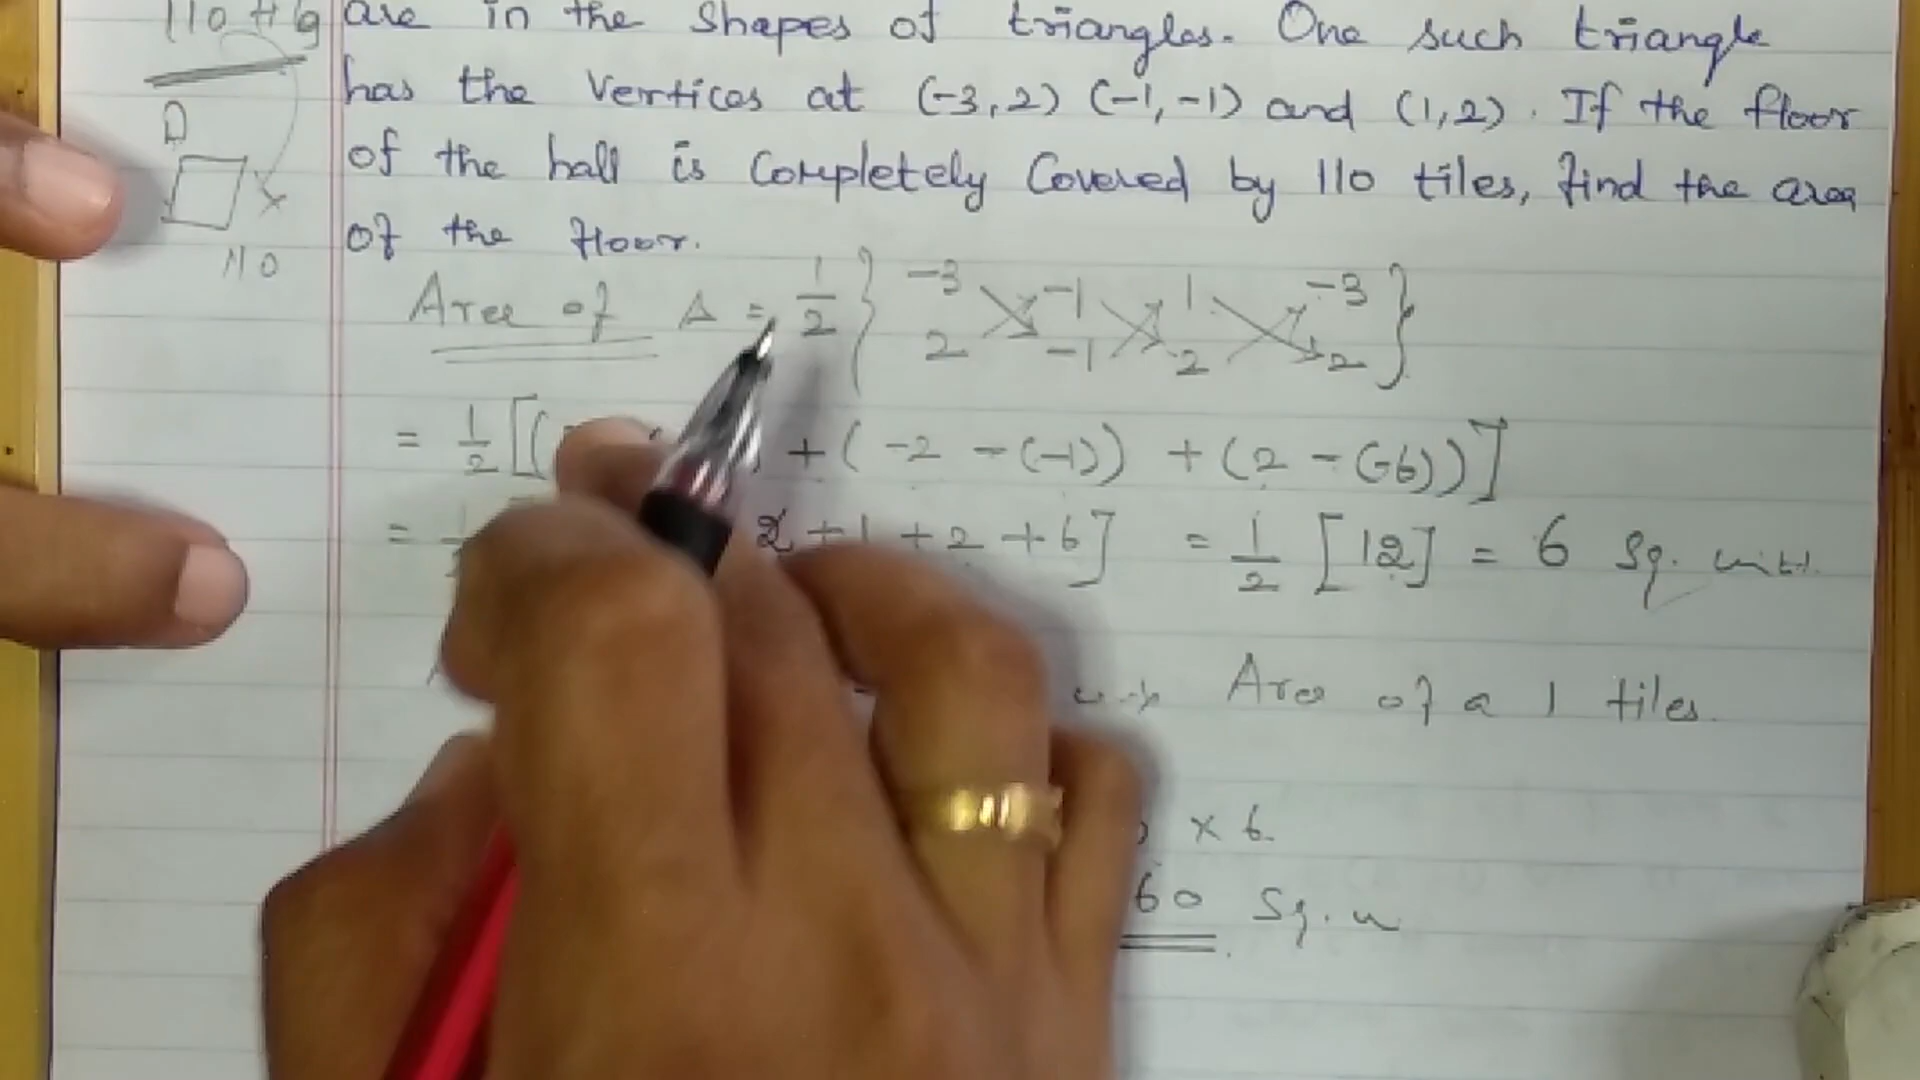 110 are in the Shapes of triangles. One such triangle
has the vertices at (-3,2) (-1,-1) and (1,2). If the floor
of the hall is Completely Covered by 110 tiles, find the area
of the floor.
110
Area of Δ = 1/2 { -3 -1 1 -3
2 -1 2 2 }
= 1/2 [( + ( -2 - (-1)) + (2 - (-6))]
= 2 + 1 + 2 + 6] = 1/2 [12] = 6 Sq. unit.
Area of a 1 tiles.
x 6.
60 Sq. u